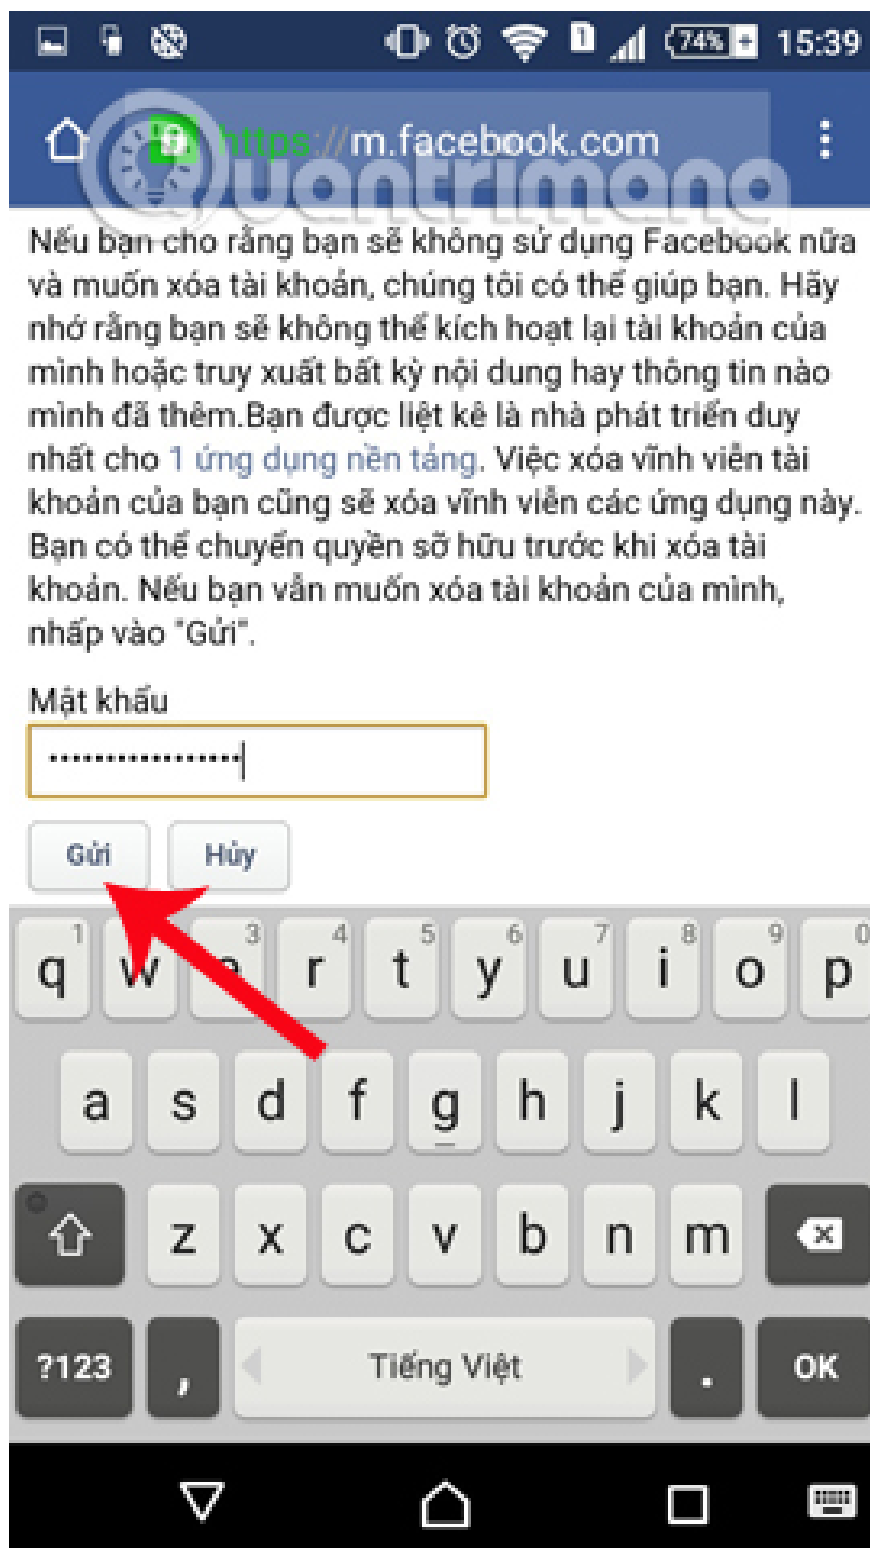 74% 15:39
https://m.facebook.com
Quantrimang
Nếu bạn cho rằng bạn sẽ không sử dụng Facebook nữa
và muốn xóa tài khoản, chúng tôi có thể giúp bạn. Hãy
nhớ rằng bạn sẽ không thể kích hoạt lại tài khoản của
mình hoặc truy xuất bất kỳ nội dung hay thông tin nào
mình đã thêm.Bạn được liệt kê là nhà phát triển duy
nhất cho 1 ứng dụng nền tảng. Việc xóa vĩnh viễn tài
khoản của bạn cũng sẽ xóa vĩnh viễn các ứng dụng này.
Bạn có thể chuyển quyền sở hữu trước khi xóa tài
khoản. Nếu bạn vẫn muốn xóa tài khoản của mình,
nhấp vào "Gửi".
Mật khẩu
Gửi Hủy
1 3 4 5 6 7 8 9 0
q w e r t y u i o p
a s d f g h j k l
z x c v b n m
?123 , Tiếng Việt . OK